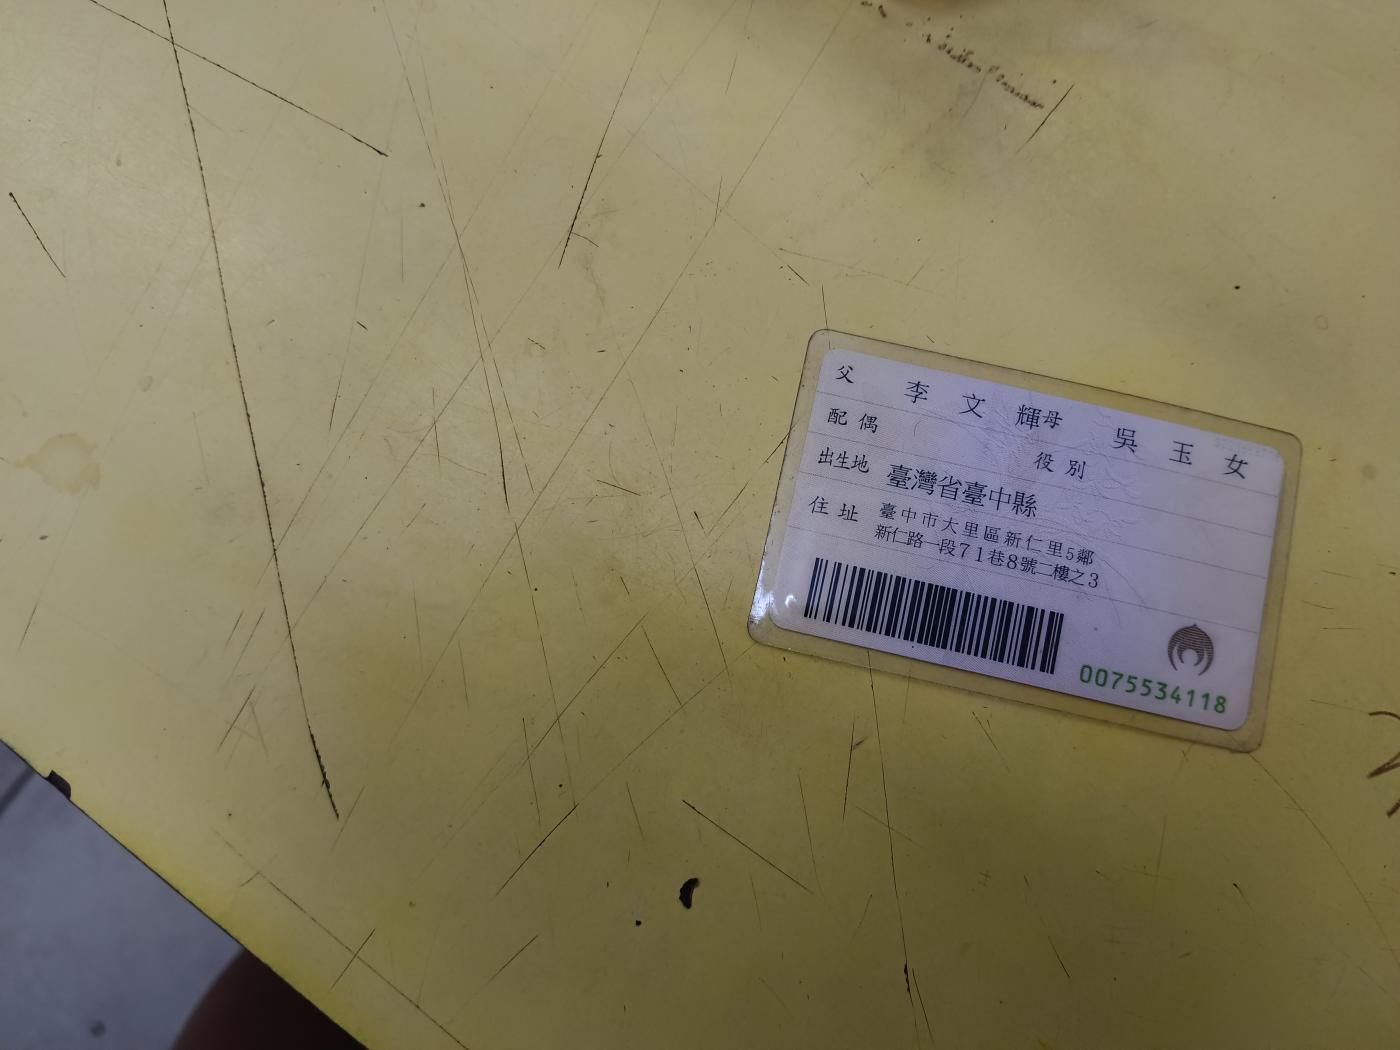 父 李文輝 母 吳玉女
配偶 役別
出生地 臺灣省臺中縣
住址 臺中市大里區新仁里5鄰
新仁路一段71巷8號二樓之3
0075534118